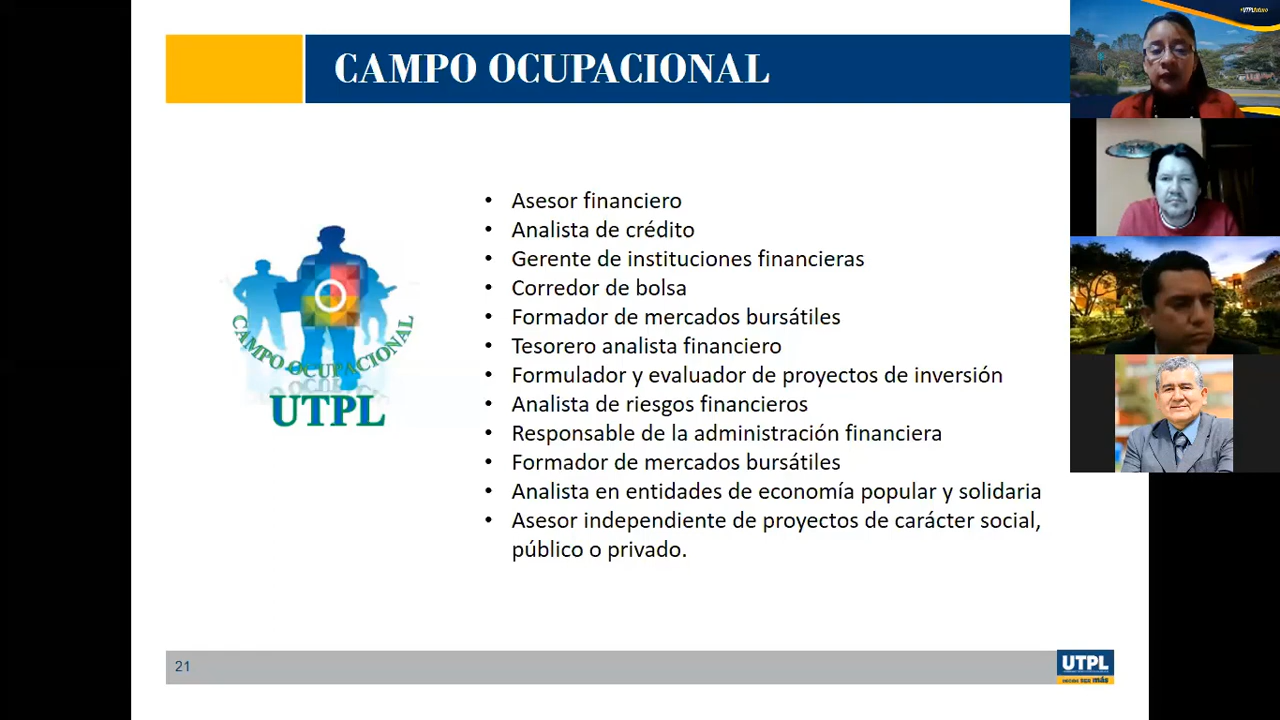 CAMPO OCUPACIONAL
#UTPLfuturo
• Asesor financiero
• Analista de crédito
• Gerente de instituciones financieras
• Corredor de bolsa
• Formador de mercados bursátiles
• Tesorero analista financiero
• Formulador y evaluador de proyectos de inversión
• Analista de riesgos financieros
• Responsable de la administración financiera
• Formador de mercados bursátiles
• Analista en entidades de economía popular y solidaria
• Asesor independiente de proyectos de carácter social,
público o privado.
CAMPO OCUPACIONAL
UTPL
21
UTPL